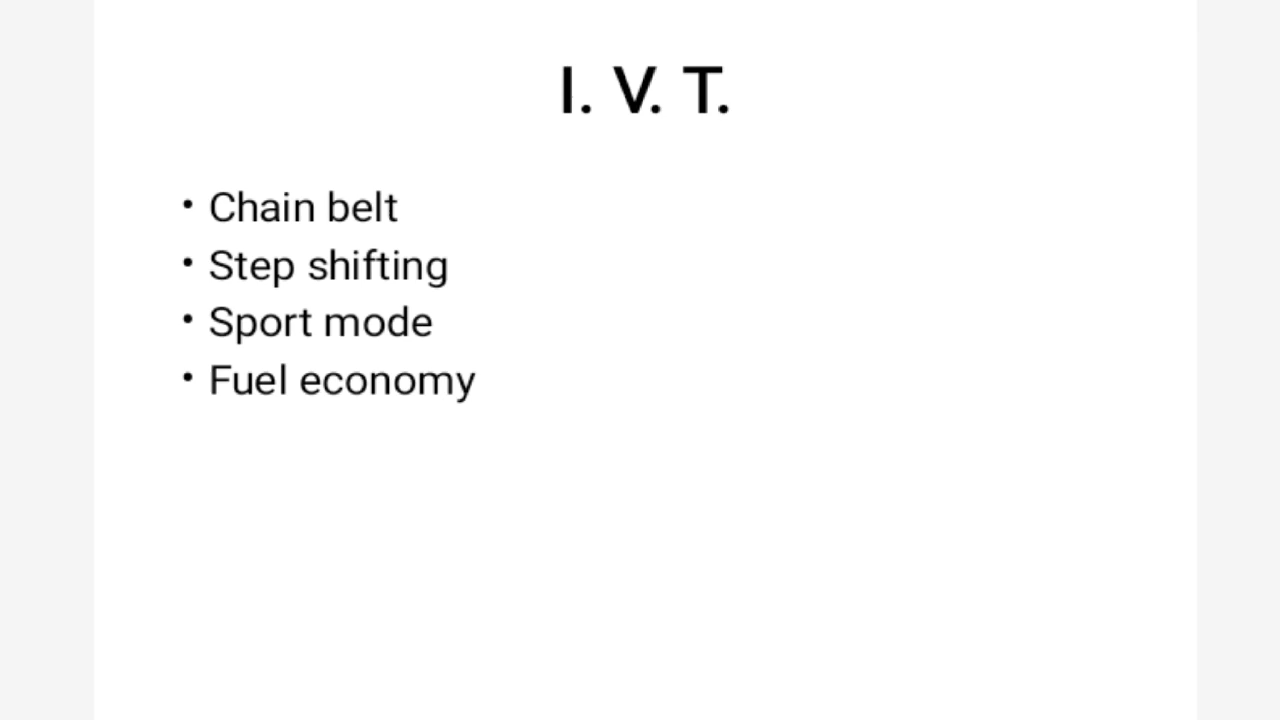 I. V. T.
• Chain belt
• Step shifting
• Sport mode
• Fuel economy